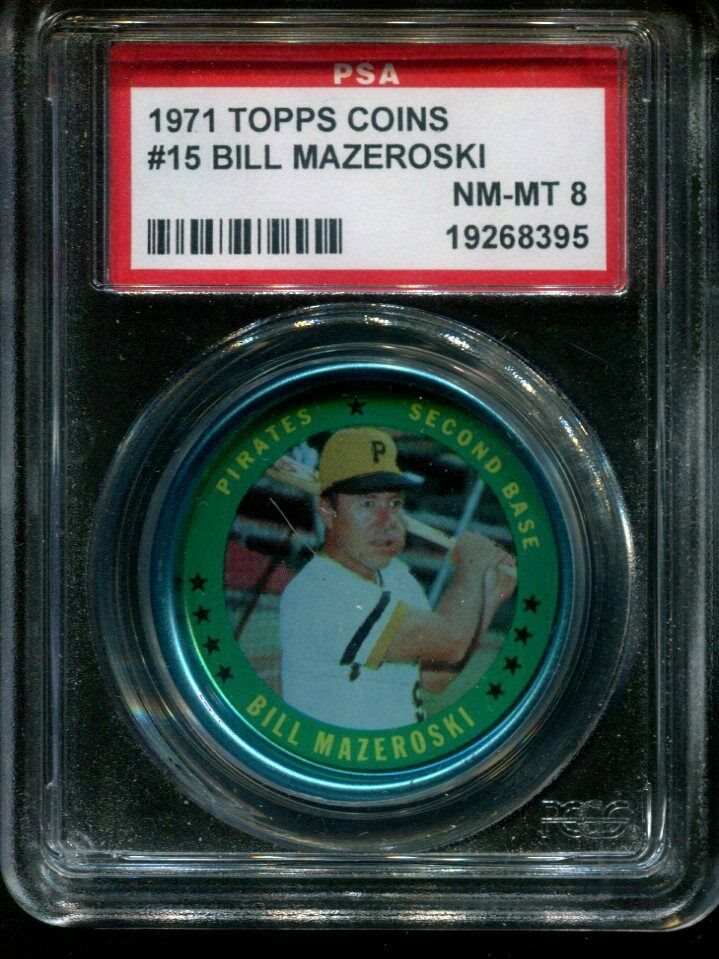 PSA
1971 TOPPS COINS
#15 BILL MAZEROSKI
NM-MT 8
19268395
PIRATES ★ SECOND BASE
P
BILL MAZEROSKI